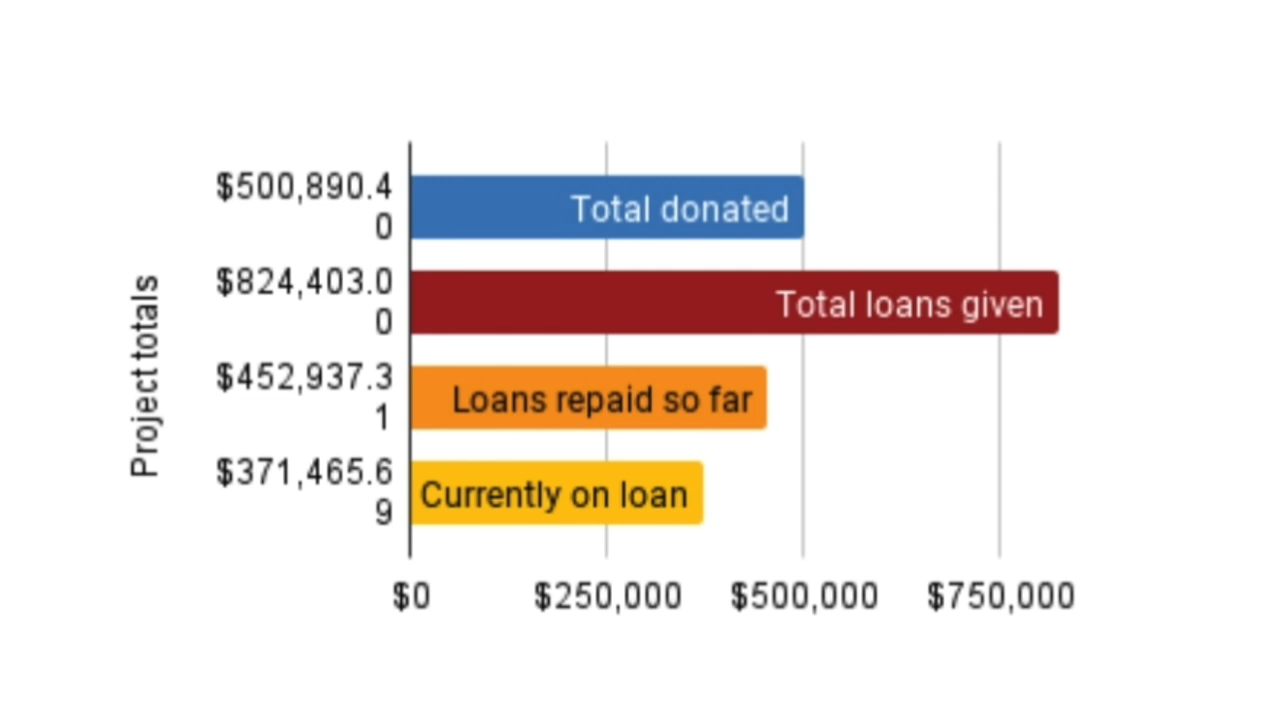 $500,890.4
0
Total donated
$824,403.0
0
Total loans given
Project totals
$452,937.3
1
Loans repaid so far
$371,465.6
9
Currently on loan
$0 $250,000 $500,000 $750,000